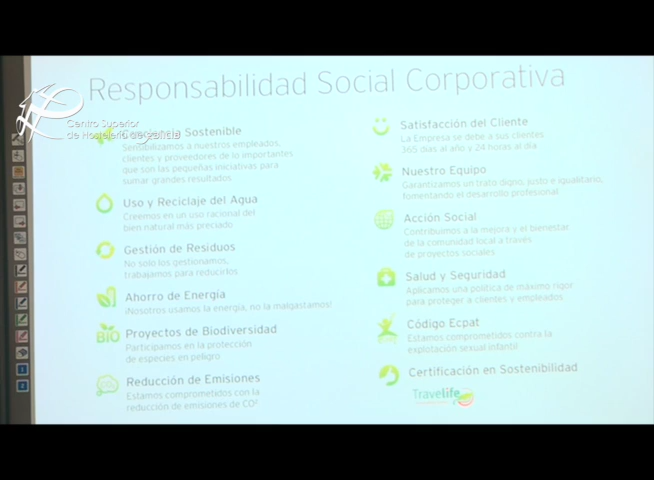 Responsabilidad Social Corporativa
Centro Superior
de Hostelería de Galicia
Sostenible
Sensibilizamos a nuestros empleados,
clientes y proveedores de lo importantes
que son las pequeñas iniciativas para
sumar grandes resultados
Uso y Reciclaje del Agua
Creemos en un uso racional del
bien natural más preciado
Gestión de Residuos
No solo los gestionamos,
trabajamos para reducirlos
Ahorro de Energía
¡Nosotros usamos la energía, no la malgastamos!
BIO
Proyectos de Biodiversidad
Participamos en la protección
de especies en peligro
CO²
Reducción de Emisiones
Estamos comprometidos con la
reducción de emisiones de CO²
Satisfacción del Cliente
La Empresa se debe a sus clientes
365 días al año y 24 horas al día
Nuestro Equipo
Garantizamos un trato digno, justo e igualitario,
fomentando el desarrollo profesional
Acción Social
Contribuimos a la mejora y el bienestar
de la comunidad local a través
de proyectos sociales
Salud y Seguridad
Aplicamos una política de máximo rigor
para proteger a clientes y empleados
Código Ecpat
Estamos comprometidos contra la
explotación sexual infantil
Certificación en Sostenibilidad
Travelife